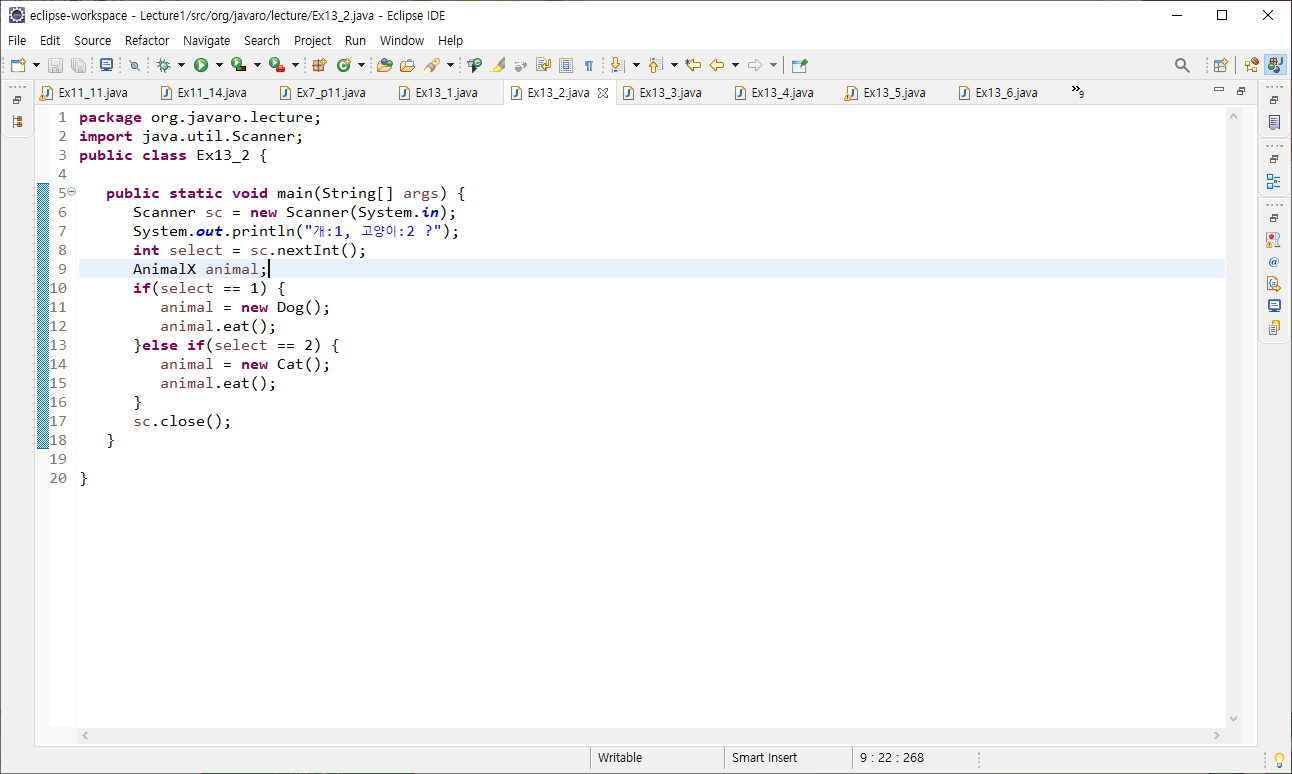 eclipse-workspace - Lecture1/src/org/javaro/lecture/Ex13_2.java - Eclipse IDE
File Edit Source Refactor Navigate Search Project Run Window Help
Ex11_11.java Ex11_14.java Ex7_p11.java Ex13_1.java Ex13_2.java Ex13_3.java Ex13_4.java Ex13_5.java Ex13_6.java »9
1 package org.javaro.lecture;
2 import java.util.Scanner;
3 public class Ex13_2 {
4
5 public static void main(String[] args) {
6 Scanner sc = new Scanner(System.in);
7 System.out.println("개:1, 고양이:2 ?");
8 int select = sc.nextInt();
9 AnimalX animal;
10 if(select == 1) {
11 animal = new Dog();
12 animal.eat();
13 }else if(select == 2) {
14 animal = new Cat();
15 animal.eat();
16 }
17 sc.close();
18 }
19
20 }
Writable Smart Insert 9 : 22 : 268